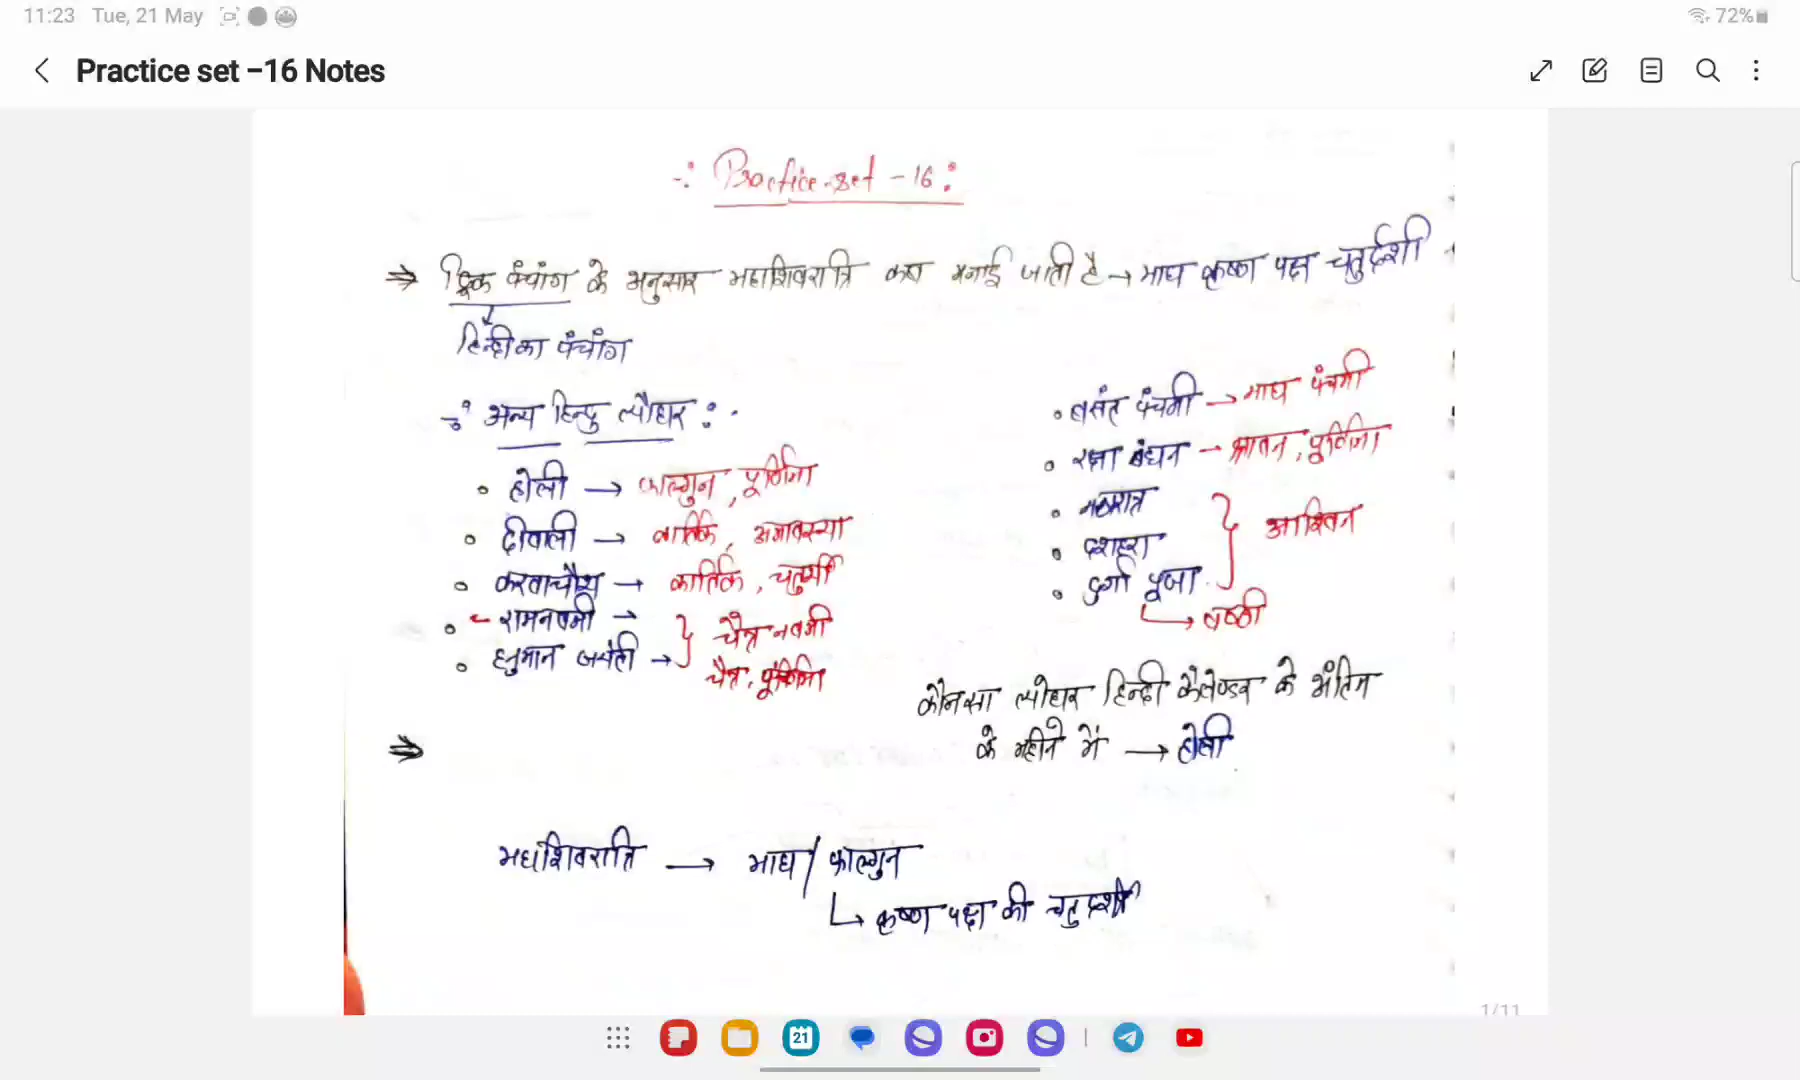 11:23 Tue, 21 May
72%
Practice set –16 Notes
∴ Practice set - 16 :
⇒ द्रिक पंचांग के अनुसार महाशिवरात्रि कब मनाई जाती है → माघ कृष्ण पक्ष चतुर्दशी
हिन्दी का पंचांग
अन्य हिन्दु त्यौहार :
• होली → फाल्गुन, पूर्णिमा
• दीवाली → कार्तिक, अमावस्या
• करवाचौथ → कार्तिक, चतुर्थी
• रामनवमी → } चैत्र नवमी
• हनुमान जयंती → चैत्र, पूर्णिमा
• बसंत पंचमी → माघ पंचमी
• रक्षा बंधन → श्रावन, पूर्णिमा
• नवरात्र
• दशहरा } आश्विन
• दुर्गा पूजा
↳ षष्ठी
⇒
कौनसा त्योहार हिन्दी कैलेण्डर के अंतिम
के महीने में → होली
महाशिवरात्रि → माघ / फाल्गुन
↳ कृष्ण पक्ष की चतुदर्शी
1/11
21